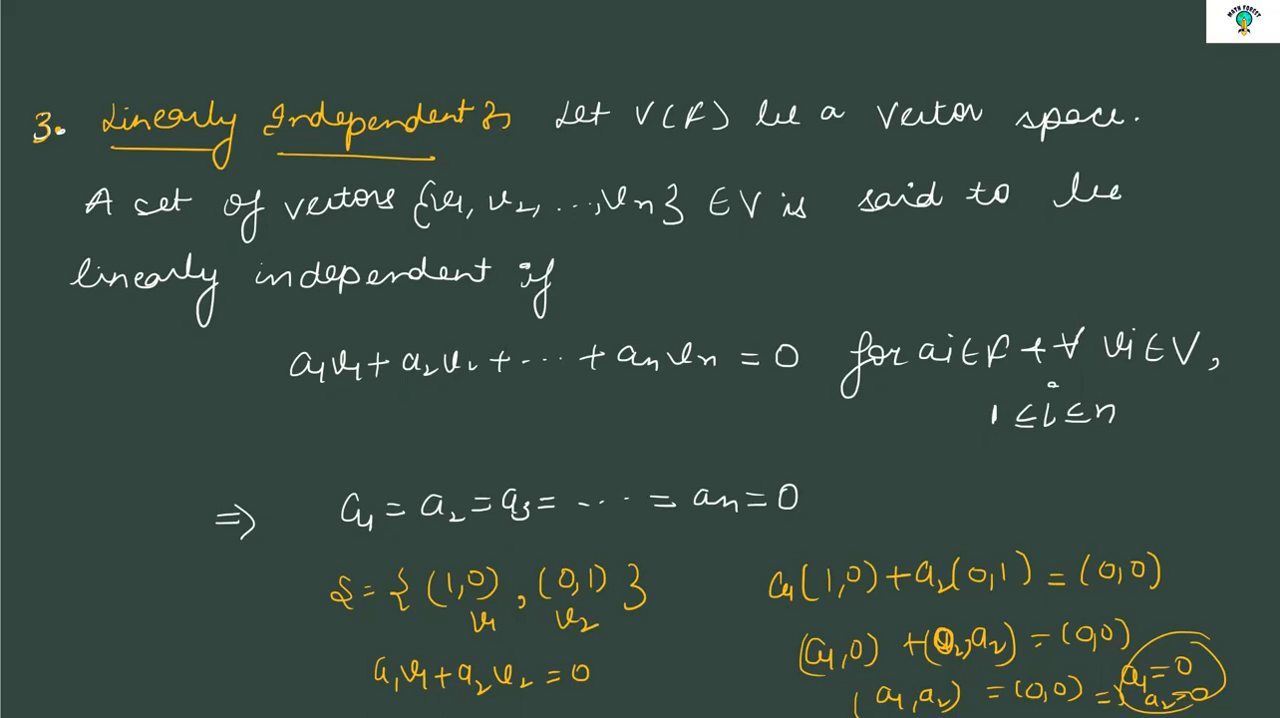 MATH FOREST
3. Linearly Independent :- Let V(F) be a vector space.
A set of vectors {v1, v2, ..., vn} ∈ V is said to be
linearly independent if
a1v1 + a2v2 + ... + anvn = 0 for ai ∈ F & ∀ vi ∈ V,
1 ≤ i ≤ n
⇒ a1 = a2 = a3 = ... = an = 0
S = { (1,0) , (0,1) }
v1 v2
a1v1 + a2v2 = 0
a1(1,0) + a2(0,1) = (0,0)
(a1,0) + (0,a2) = (0,0)
(a1,a2) = (0,0) ⇒ a1 = 0
a2 = 0